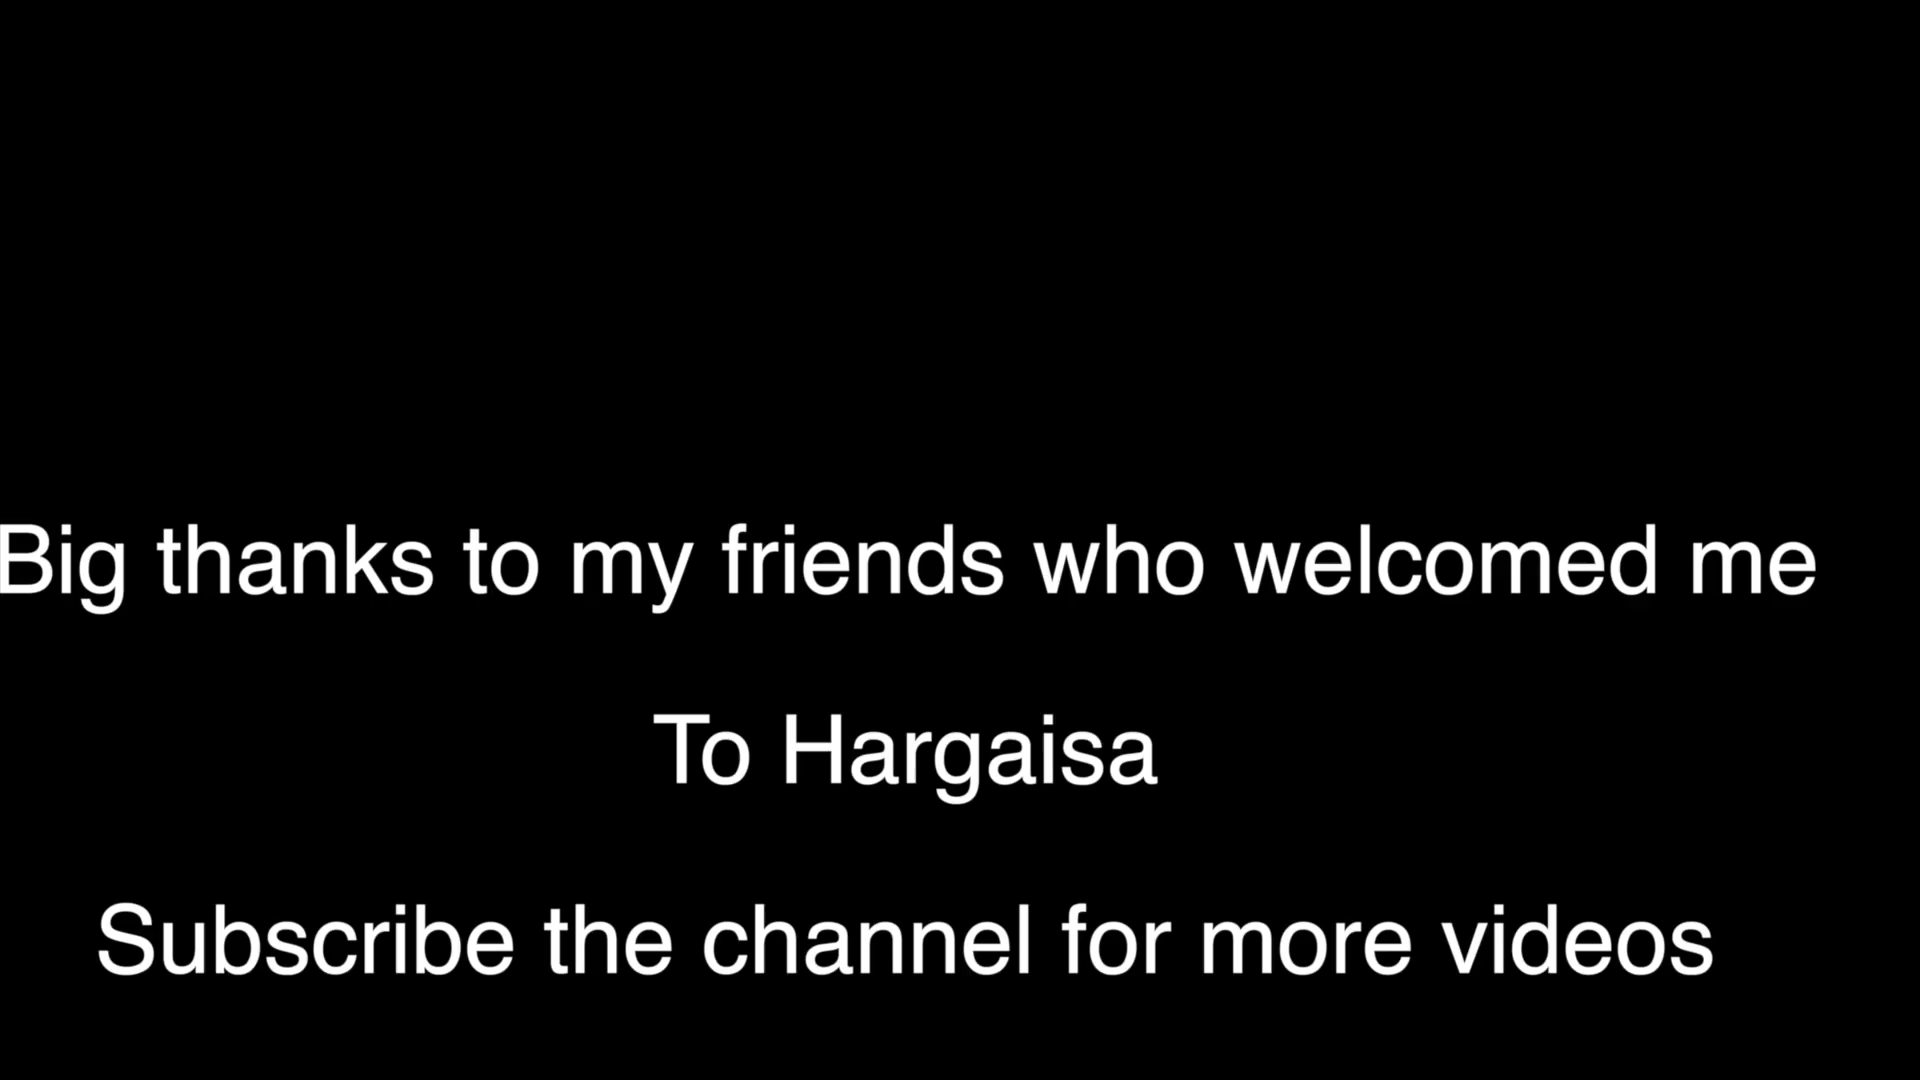 Big thanks to my friends who welcomed me
To Hargaisa
Subscribe the channel for more videos